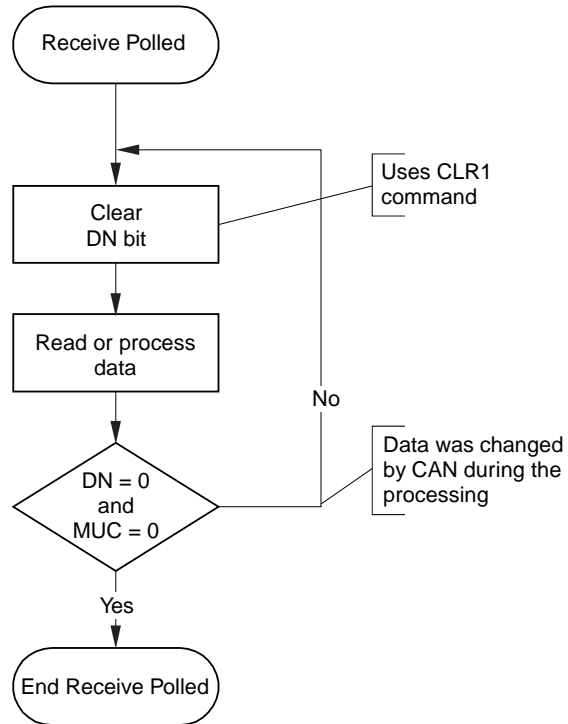 Receive Polled
Uses CLR1
command
Clear
DN bit
Read or process
data
No
Data was changed
by CAN during the
processing
DN = 0
and
MUC = 0
Yes
End Receive Polled